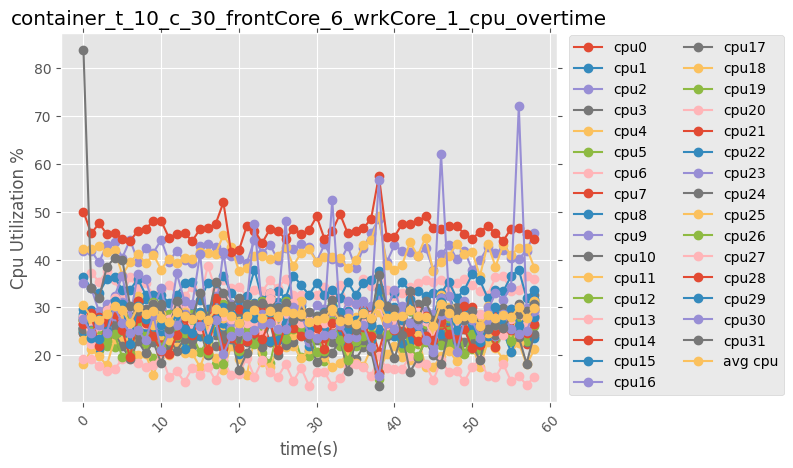 container_t_10_c_30_frontCore_6_wrkCore_1_cpu_overtime
Cpu Utilization %
80
70
60
50
40
30
20
0
10
20
30
40
50
60
time(s)
cpu0
cpu1
cpu2
cpu3
cpu4
cpu5
cpu6
cpu7
cpu8
cpu9
cpu10
cpu11
cpu12
cpu13
cpu14
cpu15
cpu16
cpu17
cpu18
cpu19
cpu20
cpu21
cpu22
cpu23
cpu24
cpu25
cpu26
cpu27
cpu28
cpu29
cpu30
cpu31
avg cpu